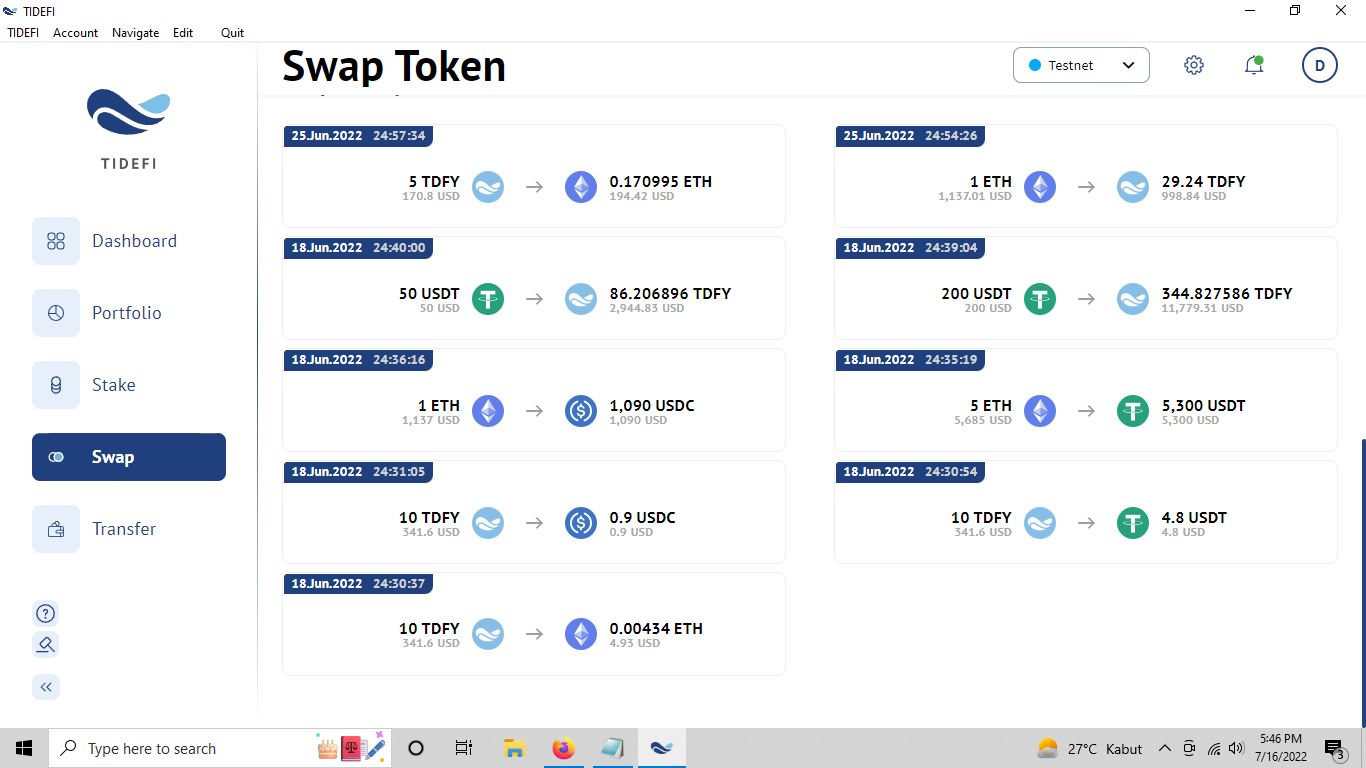 TIDEFI
TIDEFI Account Navigate Edit Quit
Swap Token
Testnet
D
TIDEFI
Dashboard
Portfolio
Stake
Swap
Transfer
25.Jun.2022 24:57:34
5 TDFY
170.8 USD
0.170995 ETH
194.42 USD
25.Jun.2022 24:54:26
1 ETH
1,137.01 USD
29.24 TDFY
998.84 USD
18.Jun.2022 24:40:00
50 USDT
50 USD
86.206896 TDFY
2,944.83 USD
18.Jun.2022 24:39:04
200 USDT
200 USD
344.827586 TDFY
11,779.31 USD
18.Jun.2022 24:36:16
1 ETH
1,137 USD
1,090 USDC
1,090 USD
18.Jun.2022 24:35:19
5 ETH
5,685 USD
5,300 USDT
5,300 USD
18.Jun.2022 24:31:05
10 TDFY
341.6 USD
0.9 USDC
0.9 USD
18.Jun.2022 24:30:54
10 TDFY
341.6 USD
4.8 USDT
4.8 USD
18.Jun.2022 24:30:37
10 TDFY
341.6 USD
0.00434 ETH
4.93 USD
Type here to search
27°C Kabut
5:46 PM
7/16/2022
3